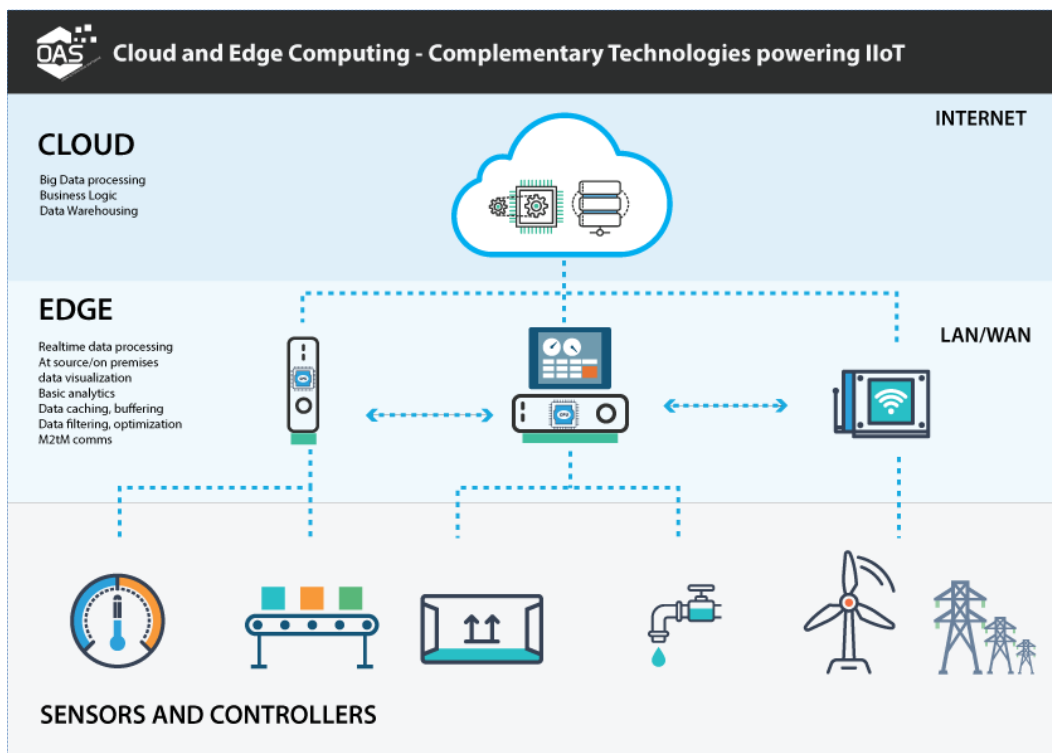 OAS
Cloud and Edge Computing - Complementary Technologies powering IIoT
INTERNET
CLOUD
Big Data processing
Business Logic
Data Warehousing
EDGE
LAN/WAN
Realtime data processing
At source/on premises
data visualization
Basic analytics
Data caching, buffering
Data filtering, optimization
M2tM comms
CPU
CPU
SENSORS AND CONTROLLERS